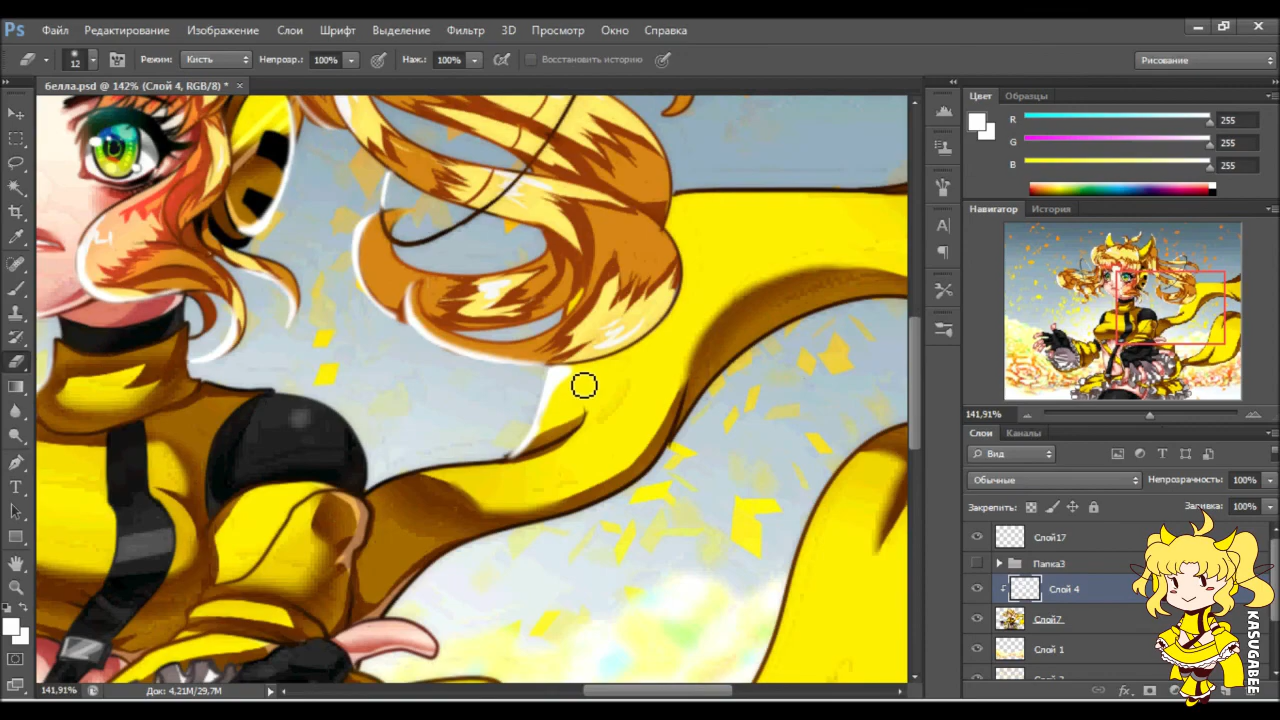 Ps Файл Редактирование Изображение Слои Шрифт Выделение Фильтр 3D Просмотр Окно Справка
12 Режим: Кисть Непрозр.: 100% Наж.: 100% Восстановить историю Рисование
белла.psd @ 142% (Слой 4, RGB/8) * ×
Цвет Образцы
R 255
G 255
B 255
Навигатор История
141,91%
Слои Каналы
Вид
Обычные Непрозрачность: 100%
Закрепить: Заливка: 100%
Слой17
Папка3
Слой 4
Слой7
Слой 1
KASUGABEE
141,91% Док: 4,21M/29,7M